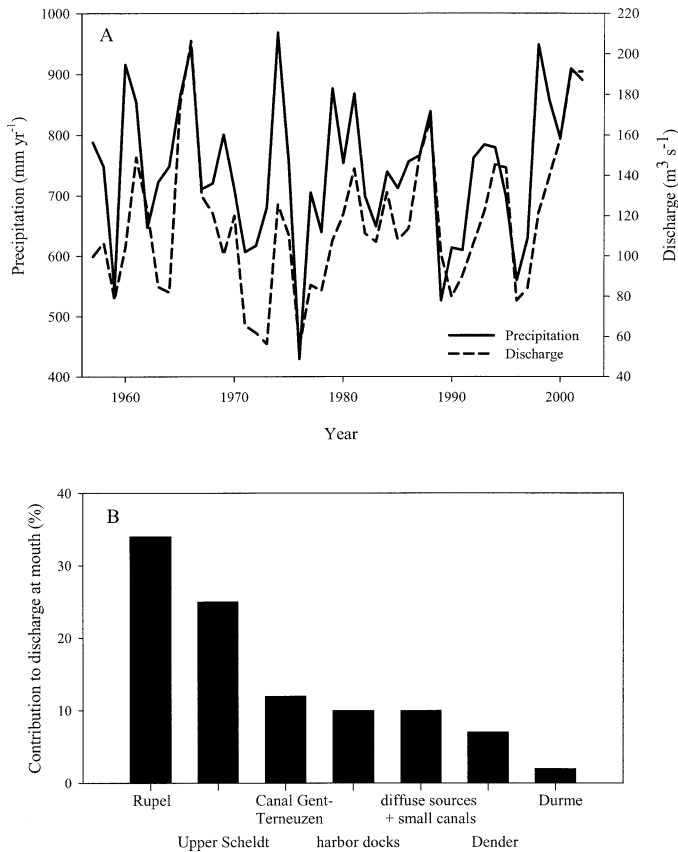 A
Precipitation (mm yr⁻¹)
1000
900
800
700
600
500
400
Discharge (m³ s⁻¹)
220
200
180
160
140
120
100
80
60
40
Precipitation
Discharge
1960 1970 1980 1990 2000
Year
B
Contribution to discharge at mouth (%)
40
30
20
10
0
Rupel Canal Gent- diffuse sources Durme
Terneuzen + small canals
Upper Scheldt harbor docks Dender